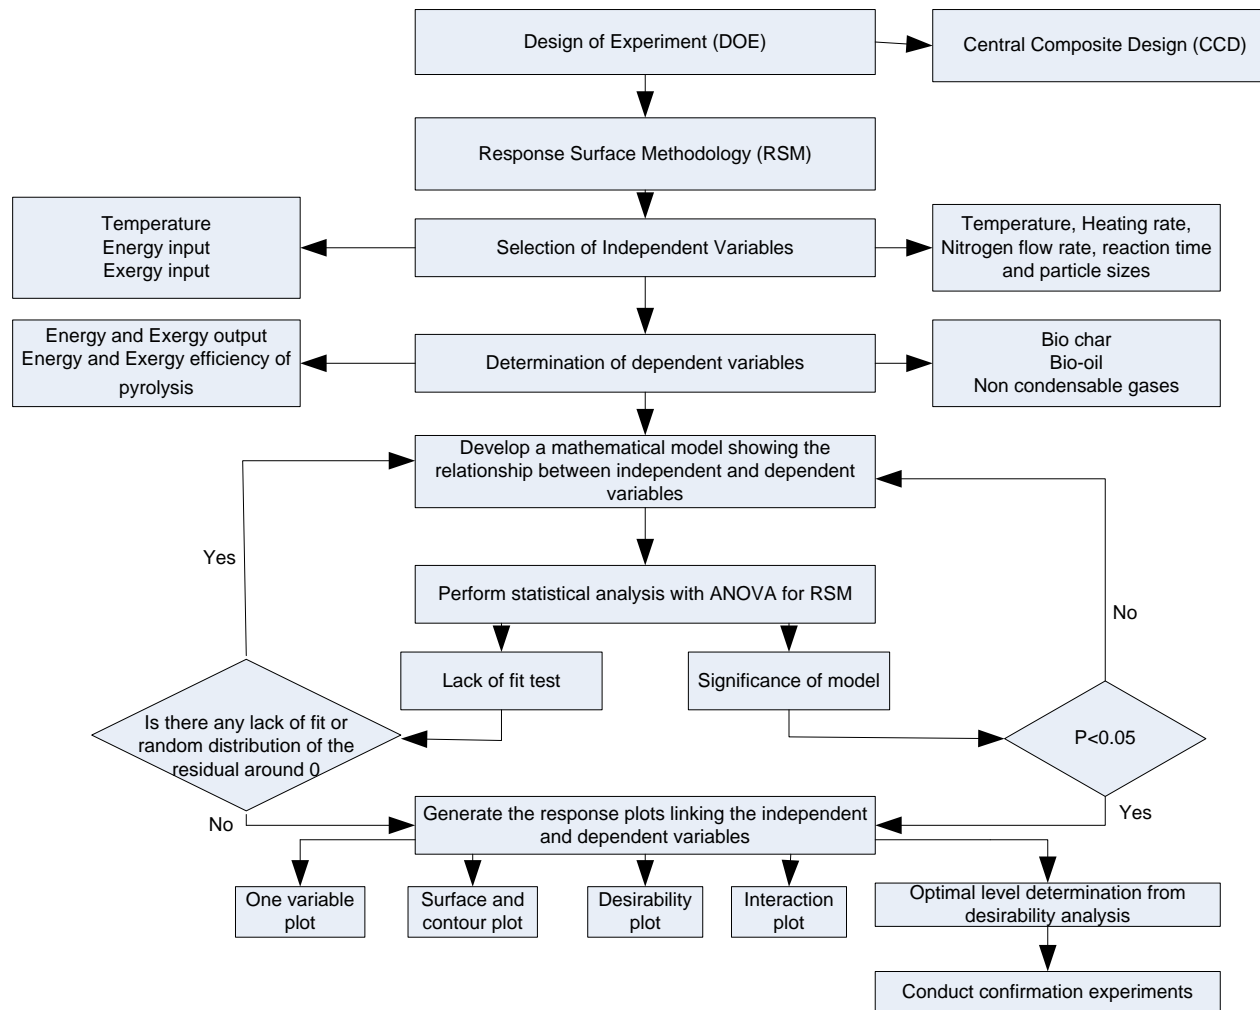 Design of Experiment (DOE)
Central Composite Design (CCD)
Response Surface Methodology (RSM)
Temperature
Energy input
Exergy input
Selection of Independent Variables
Temperature, Heating rate,
Nitrogen flow rate, reaction time
and particle sizes
Energy and Exergy output
Energy and Exergy efficiency of
pyrolysis
Determination of dependent variables
Bio char
Bio-oil
Non condensable gases
Develop a mathematical model showing the
relationship between independent and dependent
variables
Yes
Perform statistical analysis with ANOVA for RSM
No
Lack of fit test
Significance of model
Is there any lack of fit or
random distribution of the
residual around 0
P<0.05
No
Generate the response plots linking the independent
and dependent variables
Yes
One variable
plot
Surface and
contour plot
Desirability
plot
Interaction
plot
Optimal level determination from
desirability analysis
Conduct confirmation experiments